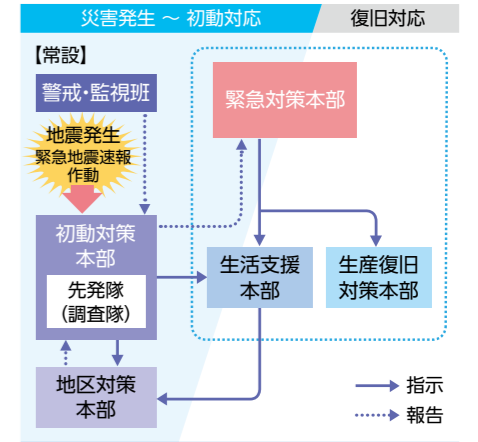 災害発生 ～ 初動対応
復旧対応
【常設】
警戒・監視班
地震発生
緊急地震速報
作動
初動対策
本部
先発隊
（調査隊）
地区対策
本部
緊急対策本部
生活支援
本部
生産復旧
対策本部
指示
報告